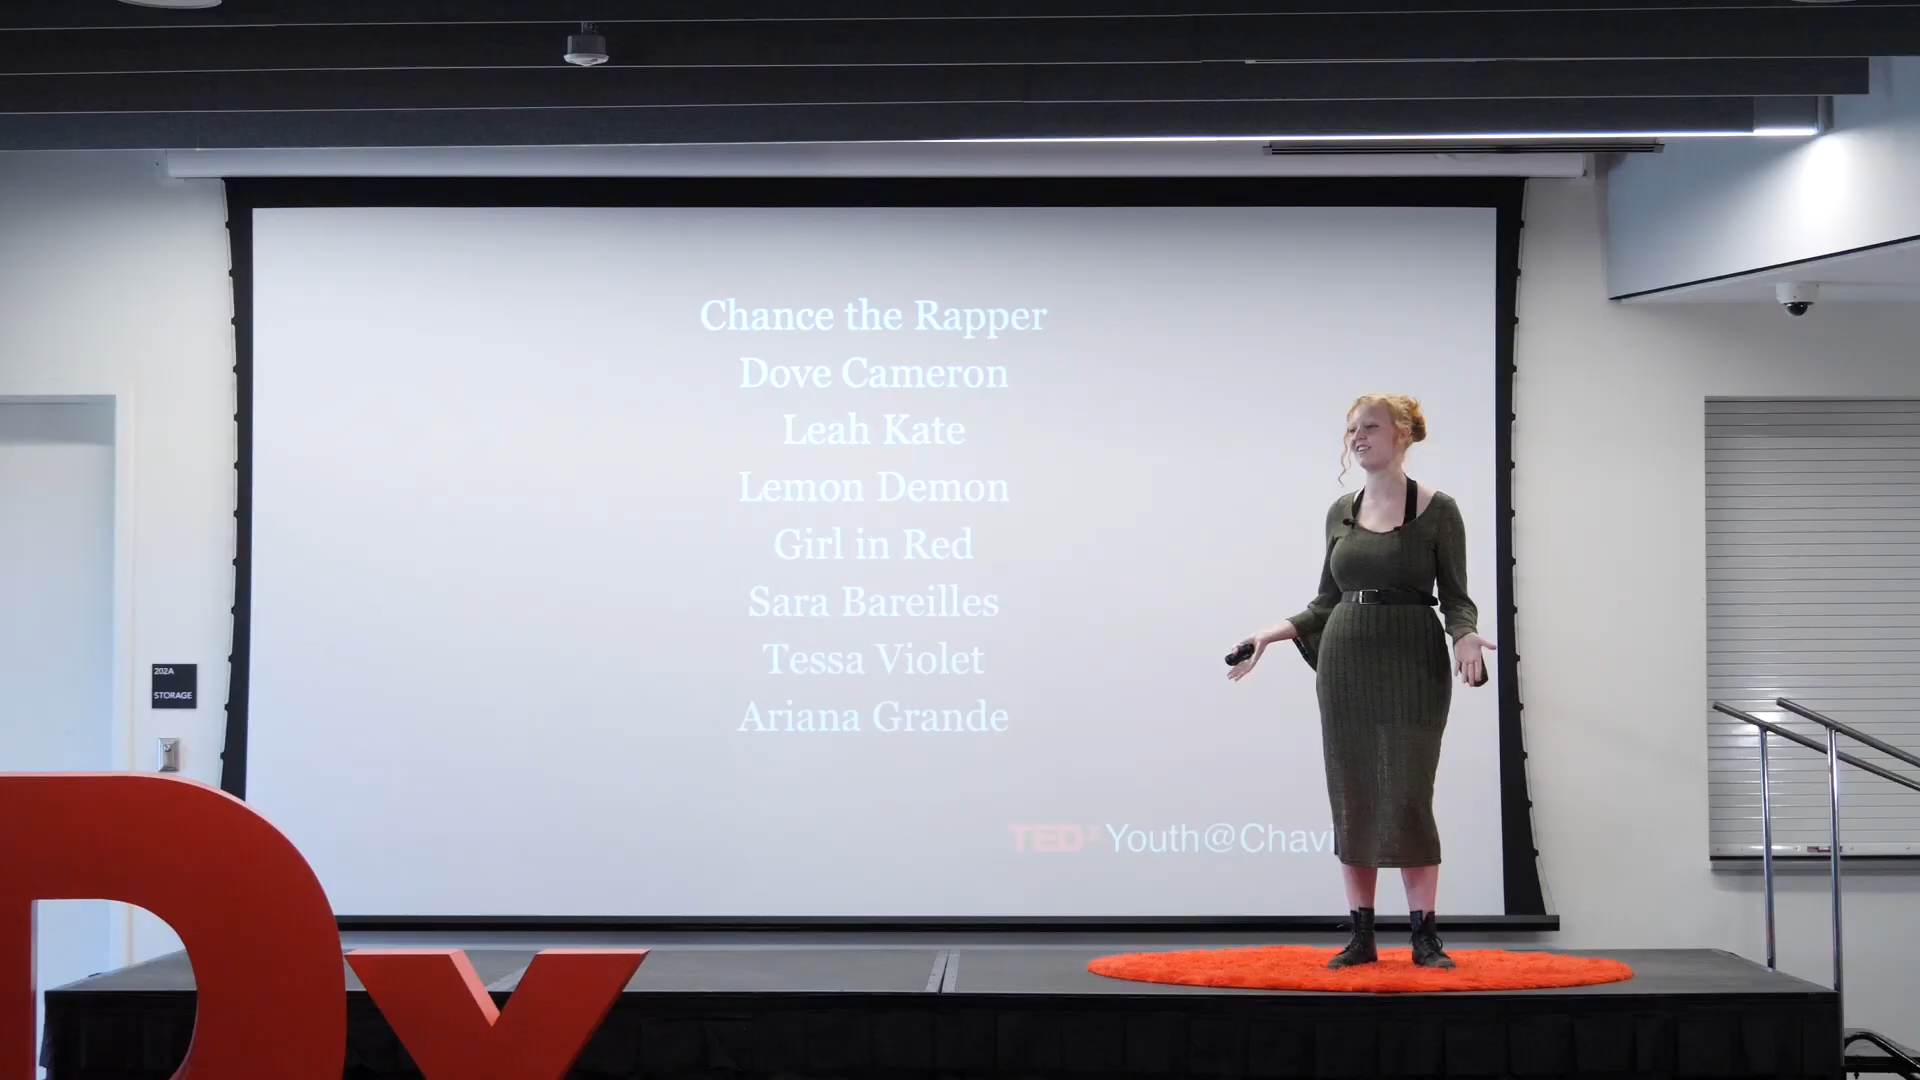 Chance the Rapper
Dove Cameron
Leah Kate
Lemon Demon
Girl in Red
Sara Bareilles
Tessa Violet
Ariana Grande
TEDxYouth@Chavi
202A
STORAGE
Dx